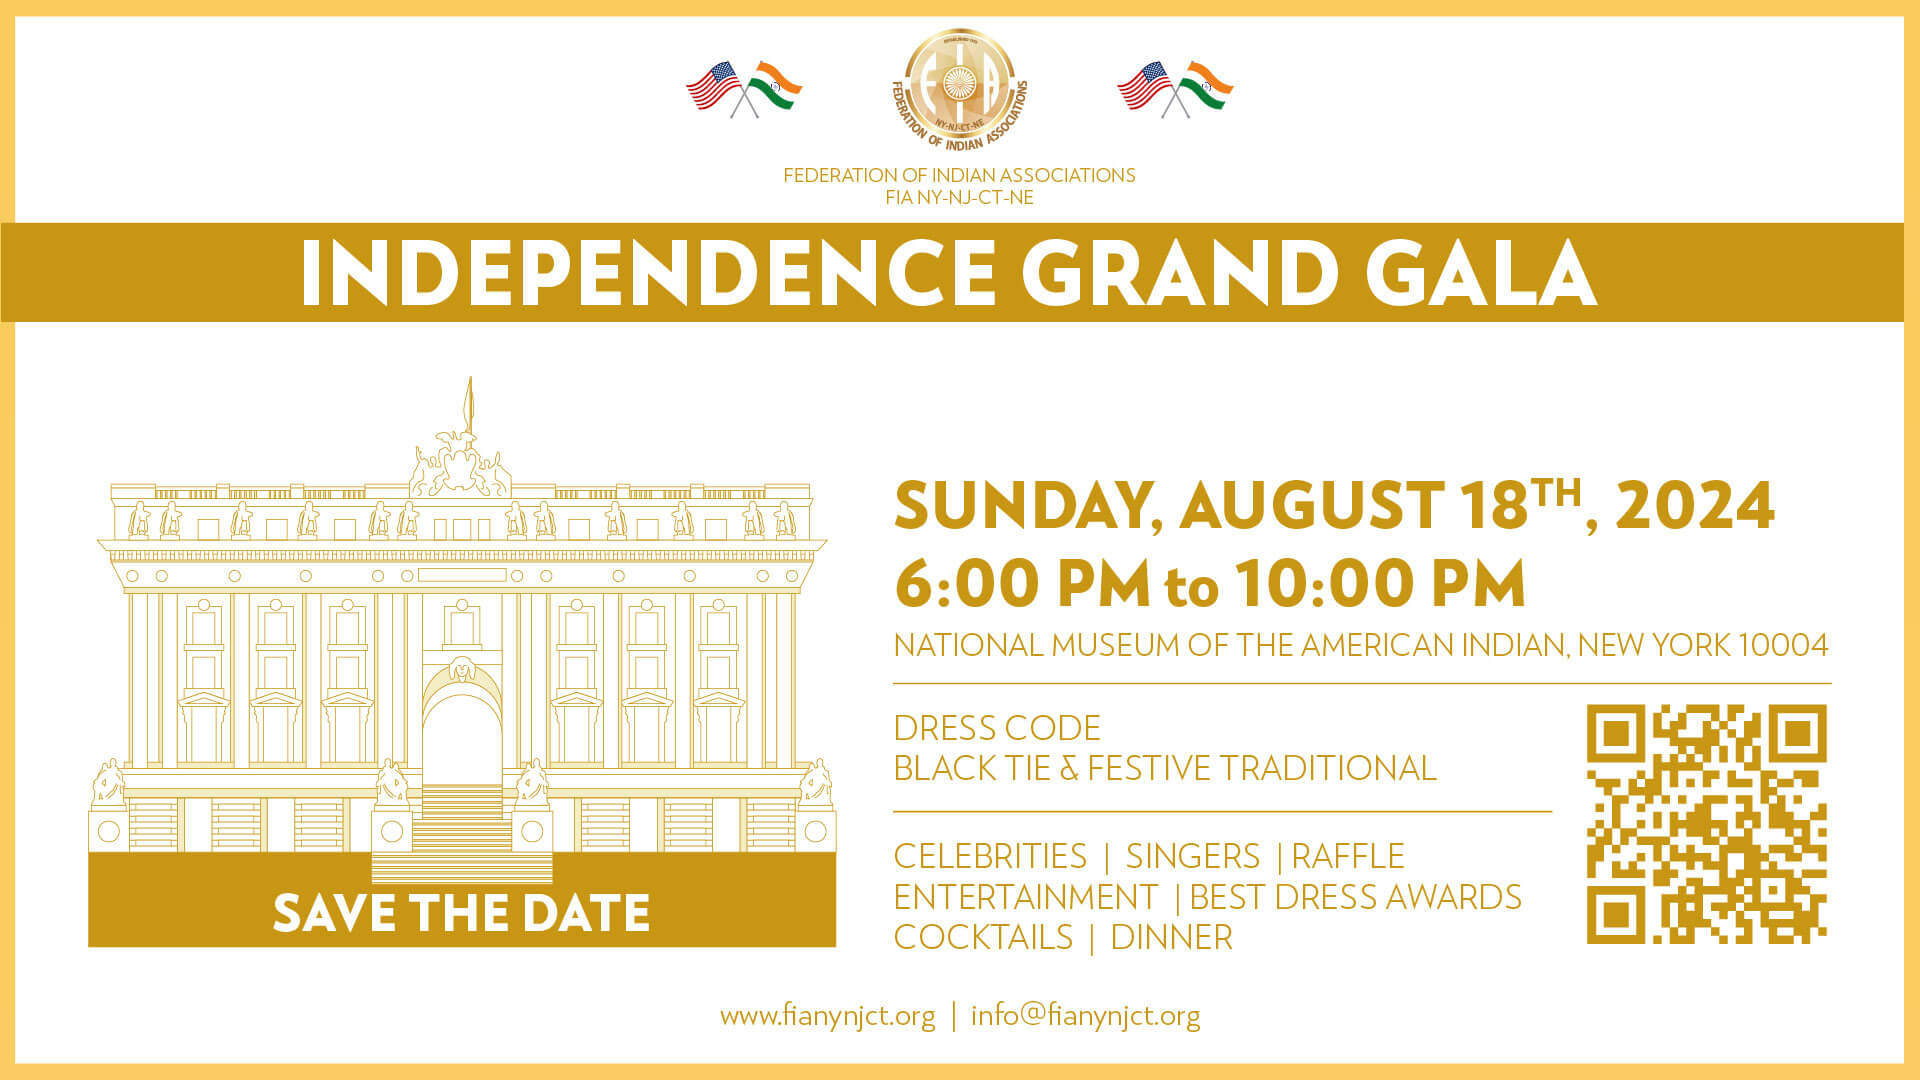 ESTABLISHED 1970
FIA
NY-NJ-CT-NE
FEDERATION OF INDIAN ASSOCIATIONS
FEDERATION OF INDIAN ASSOCIATIONS
FIA NY-NJ-CT-NE
INDEPENDENCE GRAND GALA
SUNDAY, AUGUST 18TH, 2024
6:00 PM to 10:00 PM
NATIONAL MUSEUM OF THE AMERICAN INDIAN, NEW YORK 10004
DRESS CODE
BLACK TIE & FESTIVE TRADITIONAL
CELEBRITIES | SINGERS | RAFFLE
ENTERTAINMENT | BEST DRESS AWARDS
COCKTAILS | DINNER
SAVE THE DATE
www.fianynjct.org | info@fianynjct.org